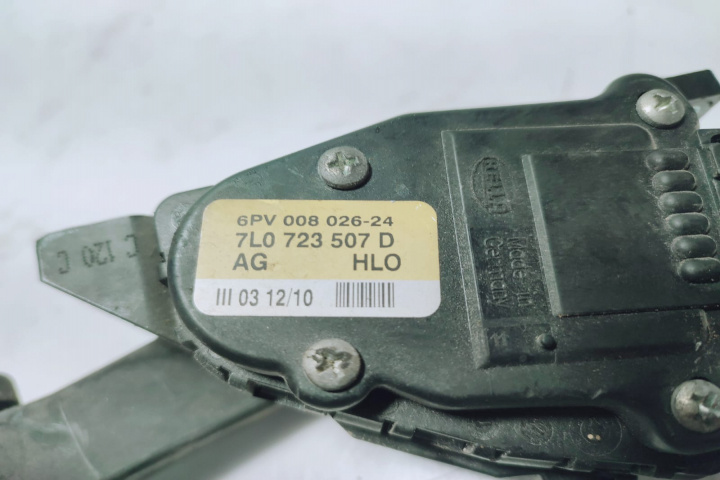 6PV 008 026-24
7L0 723 507 D
AG HLO
III 03 12/10
HELLA
Made in
Germany
C 120 C